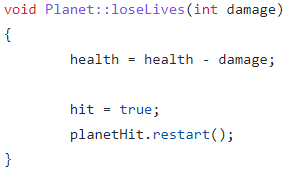 void Planet::loseLives(int damage)
{
        health = health - damage;

        hit = true;
        planetHit.restart();
}